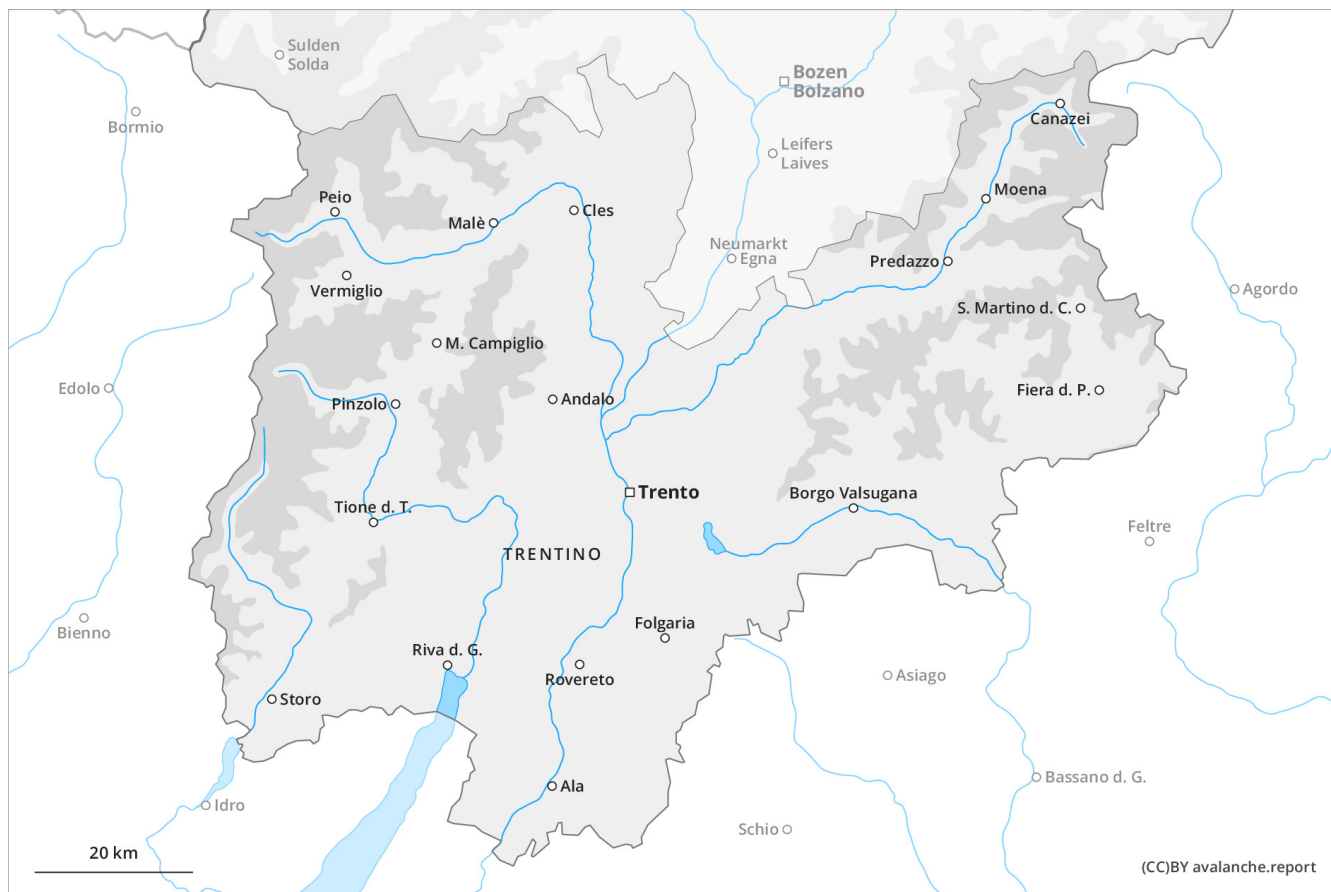 Sulden
Solda
Bozen
Bolzano
Bormio
Canazei
Leifers
Laives
Peio
Moena
Malè
Cles
Neumarkt
Egna
Predazzo
Vermiglio
Agordo
S. Martino d. C.
M. Campiglio
Edolo
Fiera d. P.
Pinzolo
Andalo
Trento
Borgo Valsugana
Tione d. T.
Feltre
TRENTINO
Bienno
Folgaria
Riva d. G.
Rovereto
Asiago
Storo
Bassano d. G.
Ala
Idro
Schio
20 km
(CC)BY avalanche.report